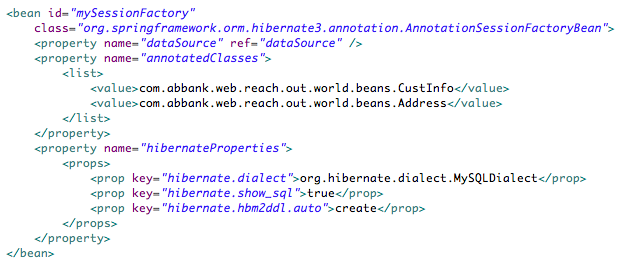 <bean id="mySessionFactory"
    class="org.springframework.orm.hibernate3.annotation.AnnotationSessionFactoryBean">
    <property name="dataSource" ref="dataSource" />
    <property name="annotatedClasses">
        <list>
            <value>com.abbank.web.reach.out.world.beans.CustInfo</value>
            <value>com.abbank.web.reach.out.world.beans.Address</value>
        </list>
    </property>
    <property name="hibernateProperties">
        <props>
            <prop key="hibernate.dialect">org.hibernate.dialect.MySQLDialect</prop>
            <prop key="hibernate.show_sql">true</prop>
            <prop key="hibernate.hbm2ddl.auto">create</prop>
        </props>
    </property>
</bean>